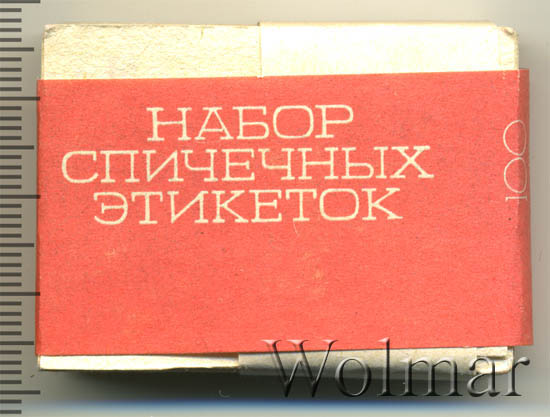 НАБОР
СПИЧЕЧНЫХ
ЭТИКЕТОК
100
Wolmar